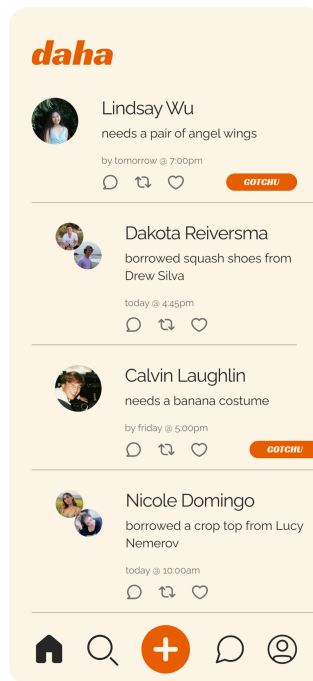 daha
Lindsay Wu
needs a pair of angel wings
by tomorrow @ 7:00pm
GOTCHU
Dakota Reiversma
borrowed squash shoes from
Drew Silva
today @ 4:45pm
Calvin Laughlin
needs a banana costume
by friday @ 5:00pm
GOTCHU
Nicole Domingo
borrowed a crop top from Lucy
Nemerov
today @ 10:00am